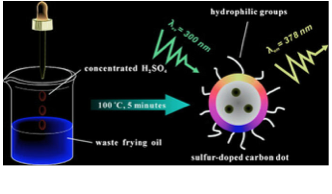 concentrated H₂SO₄
waste frying oil
100 °C, 5 minutes
λₑₓ= 300 nm
hydrophilic groups
λₑₘ= 378 nm
sulfur-doped carbon dot